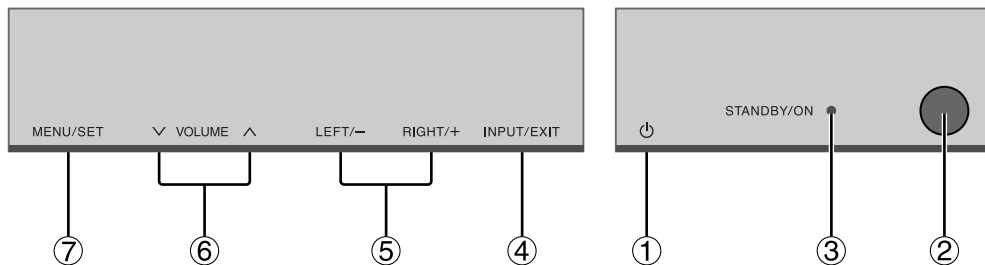 STANDBY/ON
MENU/SET ∨ VOLUME ∧ LEFT/− RIGHT/+ INPUT/EXIT
⑦ ⑥ ⑤ ④ ① ③ ②